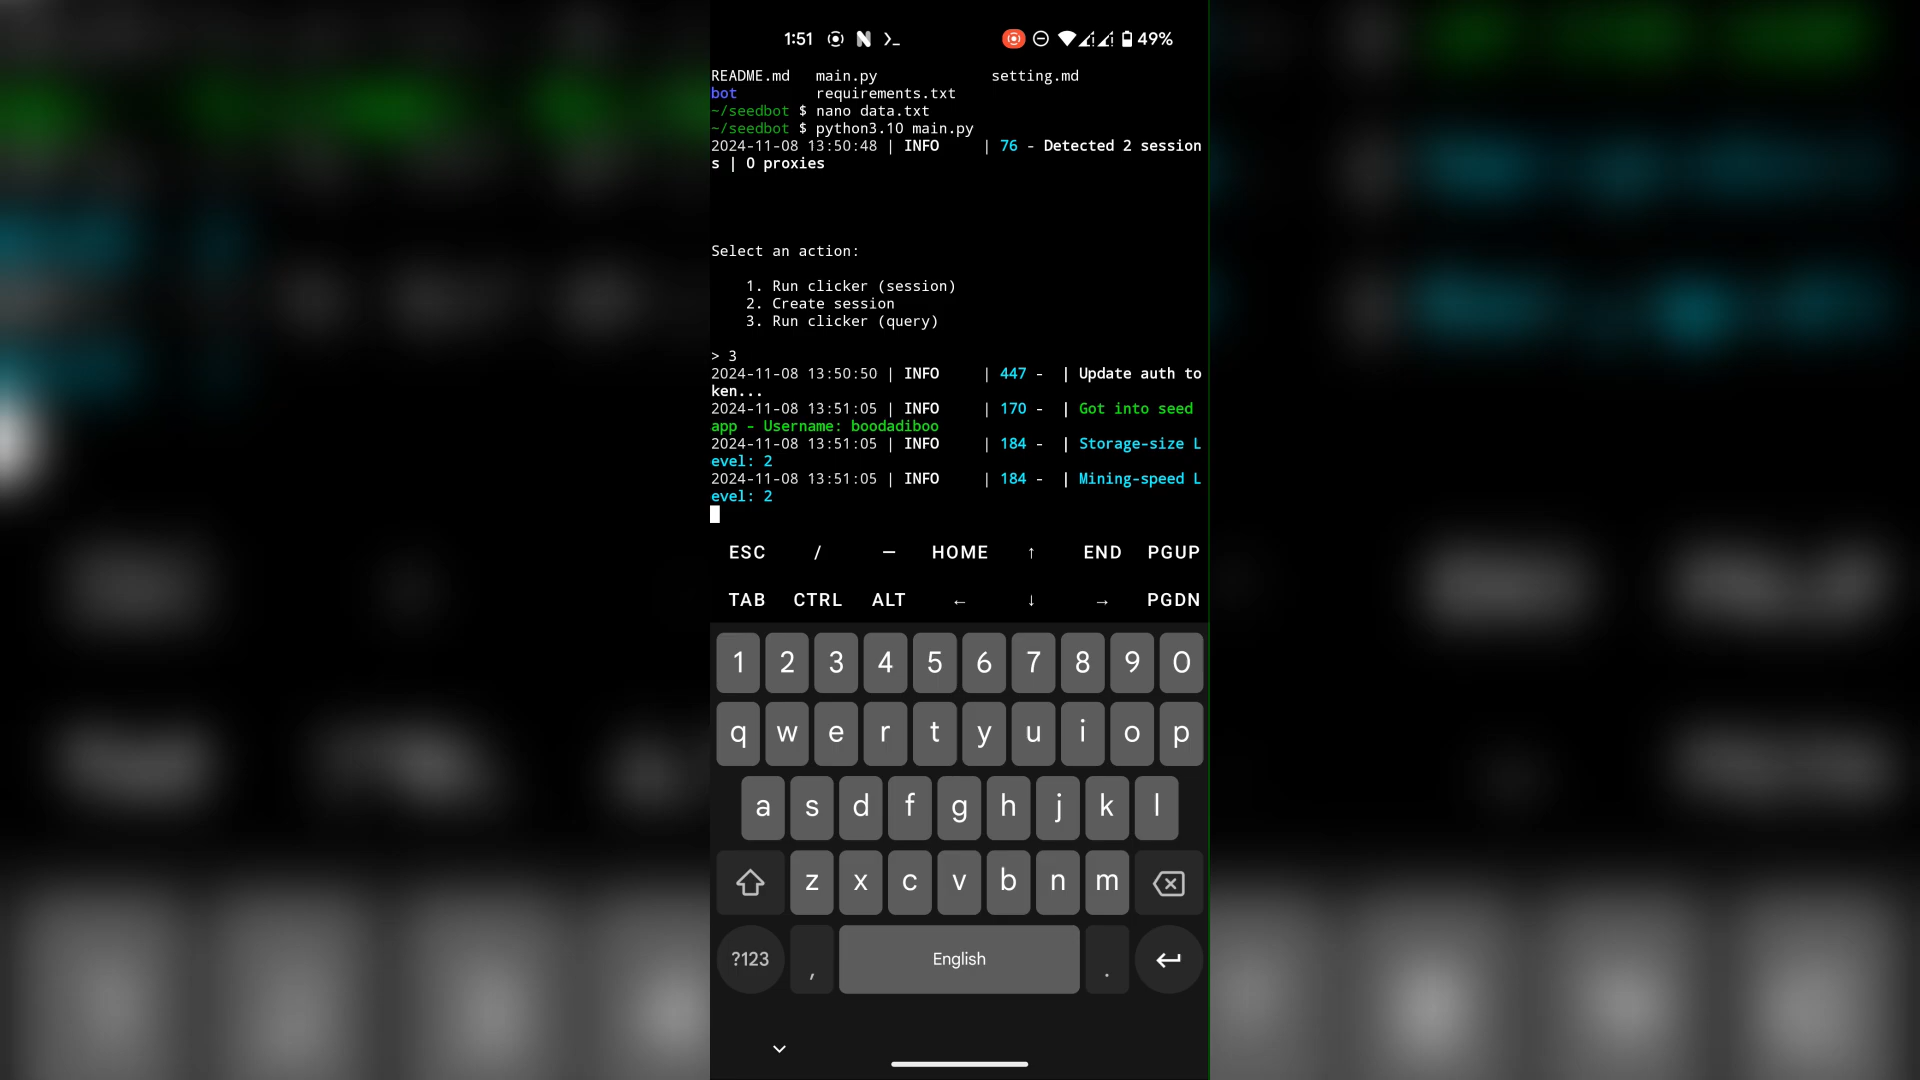 1:51 49%
README.md main.py setting.md
bot requirements.txt
~/seedbot $ nano data.txt
~/seedbot $ python3.10 main.py
2024-11-08 13:50:48 | INFO | 76 - Detected 2 session
s | 0 proxies
Select an action:
1. Run clicker (session)
2. Create session
3. Run clicker (query)
> 3
2024-11-08 13:50:50 | INFO | 447 - | Update auth to
ken...
2024-11-08 13:51:05 | INFO | 170 - | Got into seed
app - Username: boodadiboo
2024-11-08 13:51:05 | INFO | 184 - | Storage-size L
evel: 2
2024-11-08 13:51:05 | INFO | 184 - | Mining-speed L
evel: 2
ESC / — HOME ↑ END PGUP
TAB CTRL ALT ← ↓ → PGDN
1 2 3 4 5 6 7 8 9 0
q w e r t y u i o p
a s d f g h j k l
z x c v b n m
?123 , English .